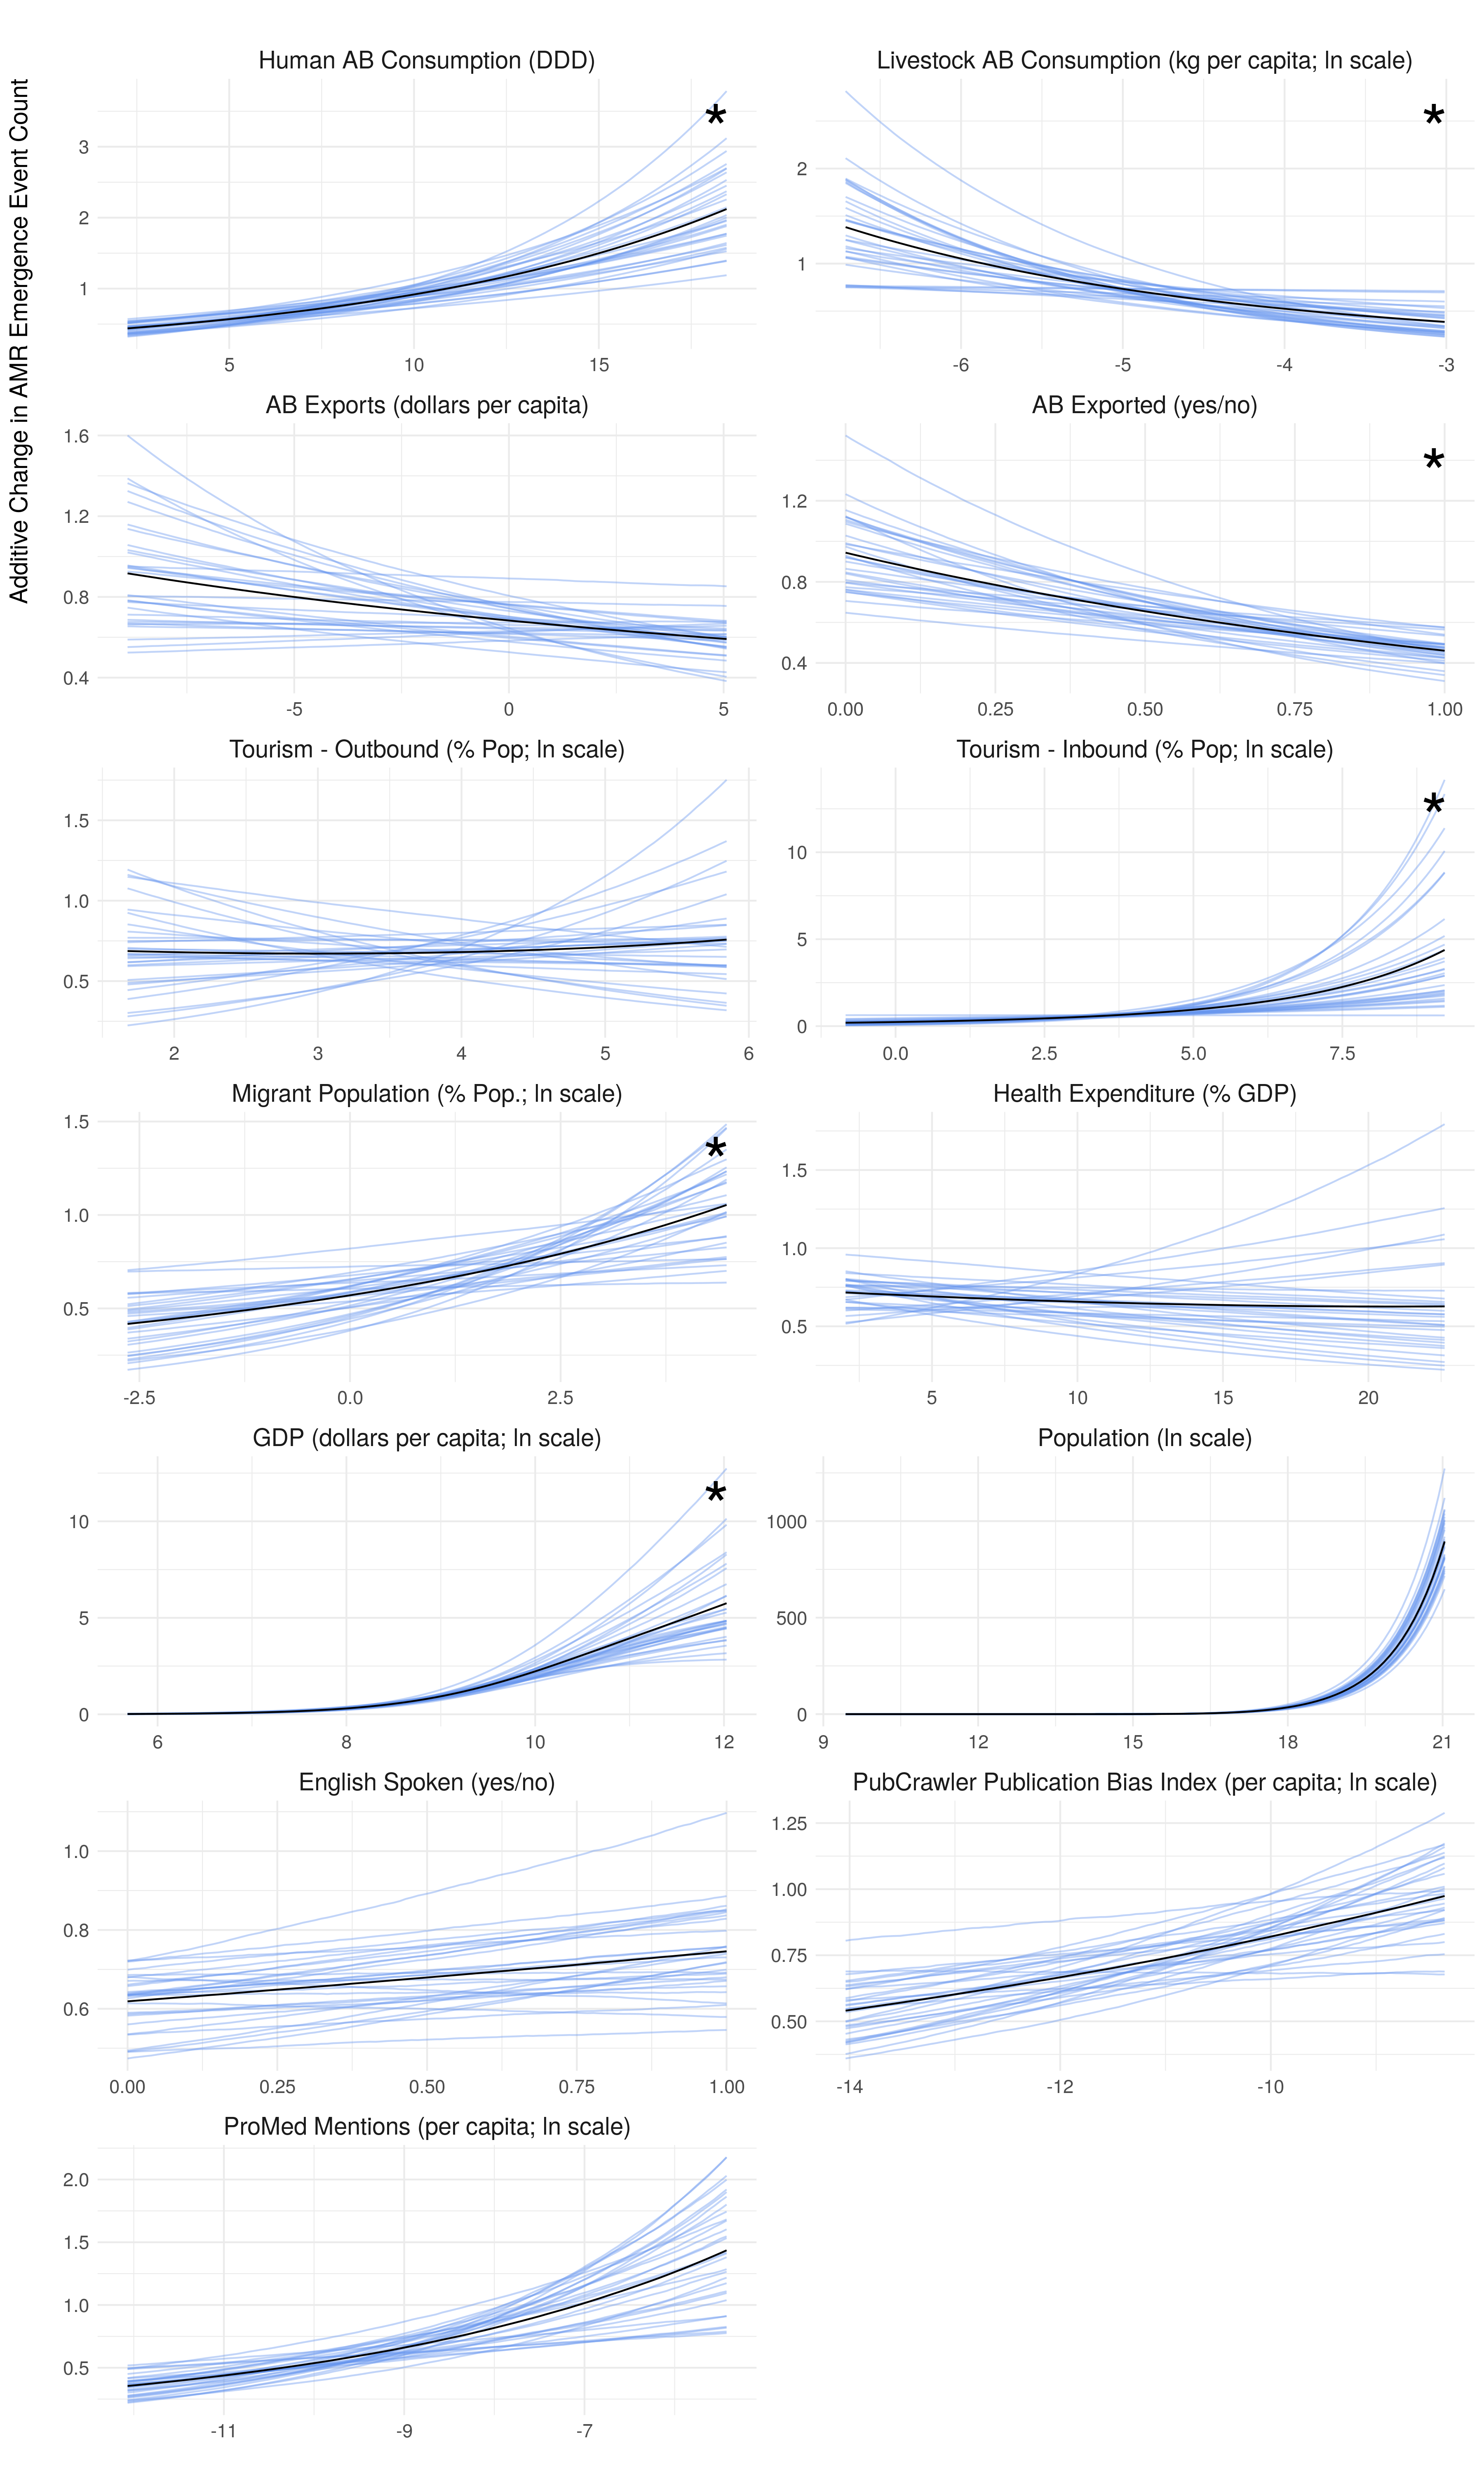 Additive Change in AMR Emergence Event Count
Human AB Consumption (DDD)
*
3
2
1
5 10 15
Livestock AB Consumption (kg per capita; ln scale)
*
2
1
-6 -5 -4 -3
AB Exports (dollars per capita)
1.6
1.2
0.8
0.4
-5 0 5
AB Exported (yes/no)
*
1.2
0.8
0.4
0.00 0.25 0.50 0.75 1.00
Tourism - Outbound (% Pop; ln scale)
1.5
1.0
0.5
2 3 4 5 6
Tourism - Inbound (% Pop; ln scale)
*
10
5
0
0.0 2.5 5.0 7.5
Migrant Population (% Pop.; ln scale)
*
1.5
1.0
0.5
-2.5 0.0 2.5
Health Expenditure (% GDP)
1.5
1.0
0.5
5 10 15 20
GDP (dollars per capita; ln scale)
*
10
5
0
6 8 10 12
Population (ln scale)
1000
500
0
9 12 15 18 21
English Spoken (yes/no)
1.0
0.8
0.6
0.00 0.25 0.50 0.75 1.00
PubCrawler Publication Bias Index (per capita; ln scale)
1.25
1.00
0.75
0.50
-14 -12 -10
ProMed Mentions (per capita; ln scale)
2.0
1.5
1.0
0.5
-11 -9 -7